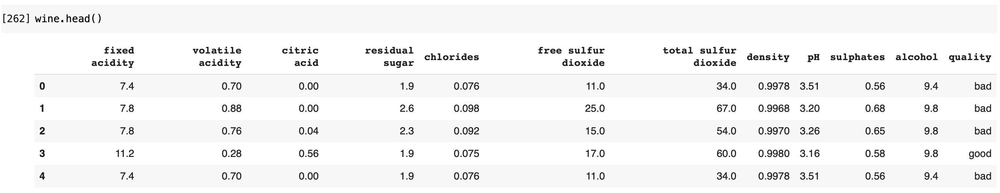 [262] wine.head()
fixed acidity volatile acidity citric acid residual sugar chlorides free sulfur dioxide total sulfur dioxide density pH sulphates alcohol quality
0 7.4 0.70 0.00 1.9 0.076 11.0 34.0 0.9978 3.51 0.56 9.4 bad
1 7.8 0.88 0.00 2.6 0.098 25.0 67.0 0.9968 3.20 0.68 9.8 bad
2 7.8 0.76 0.04 2.3 0.092 15.0 54.0 0.9970 3.26 0.65 9.8 bad
3 11.2 0.28 0.56 1.9 0.075 17.0 60.0 0.9980 3.16 0.58 9.8 good
4 7.4 0.70 0.00 1.9 0.076 11.0 34.0 0.9978 3.51 0.56 9.4 bad